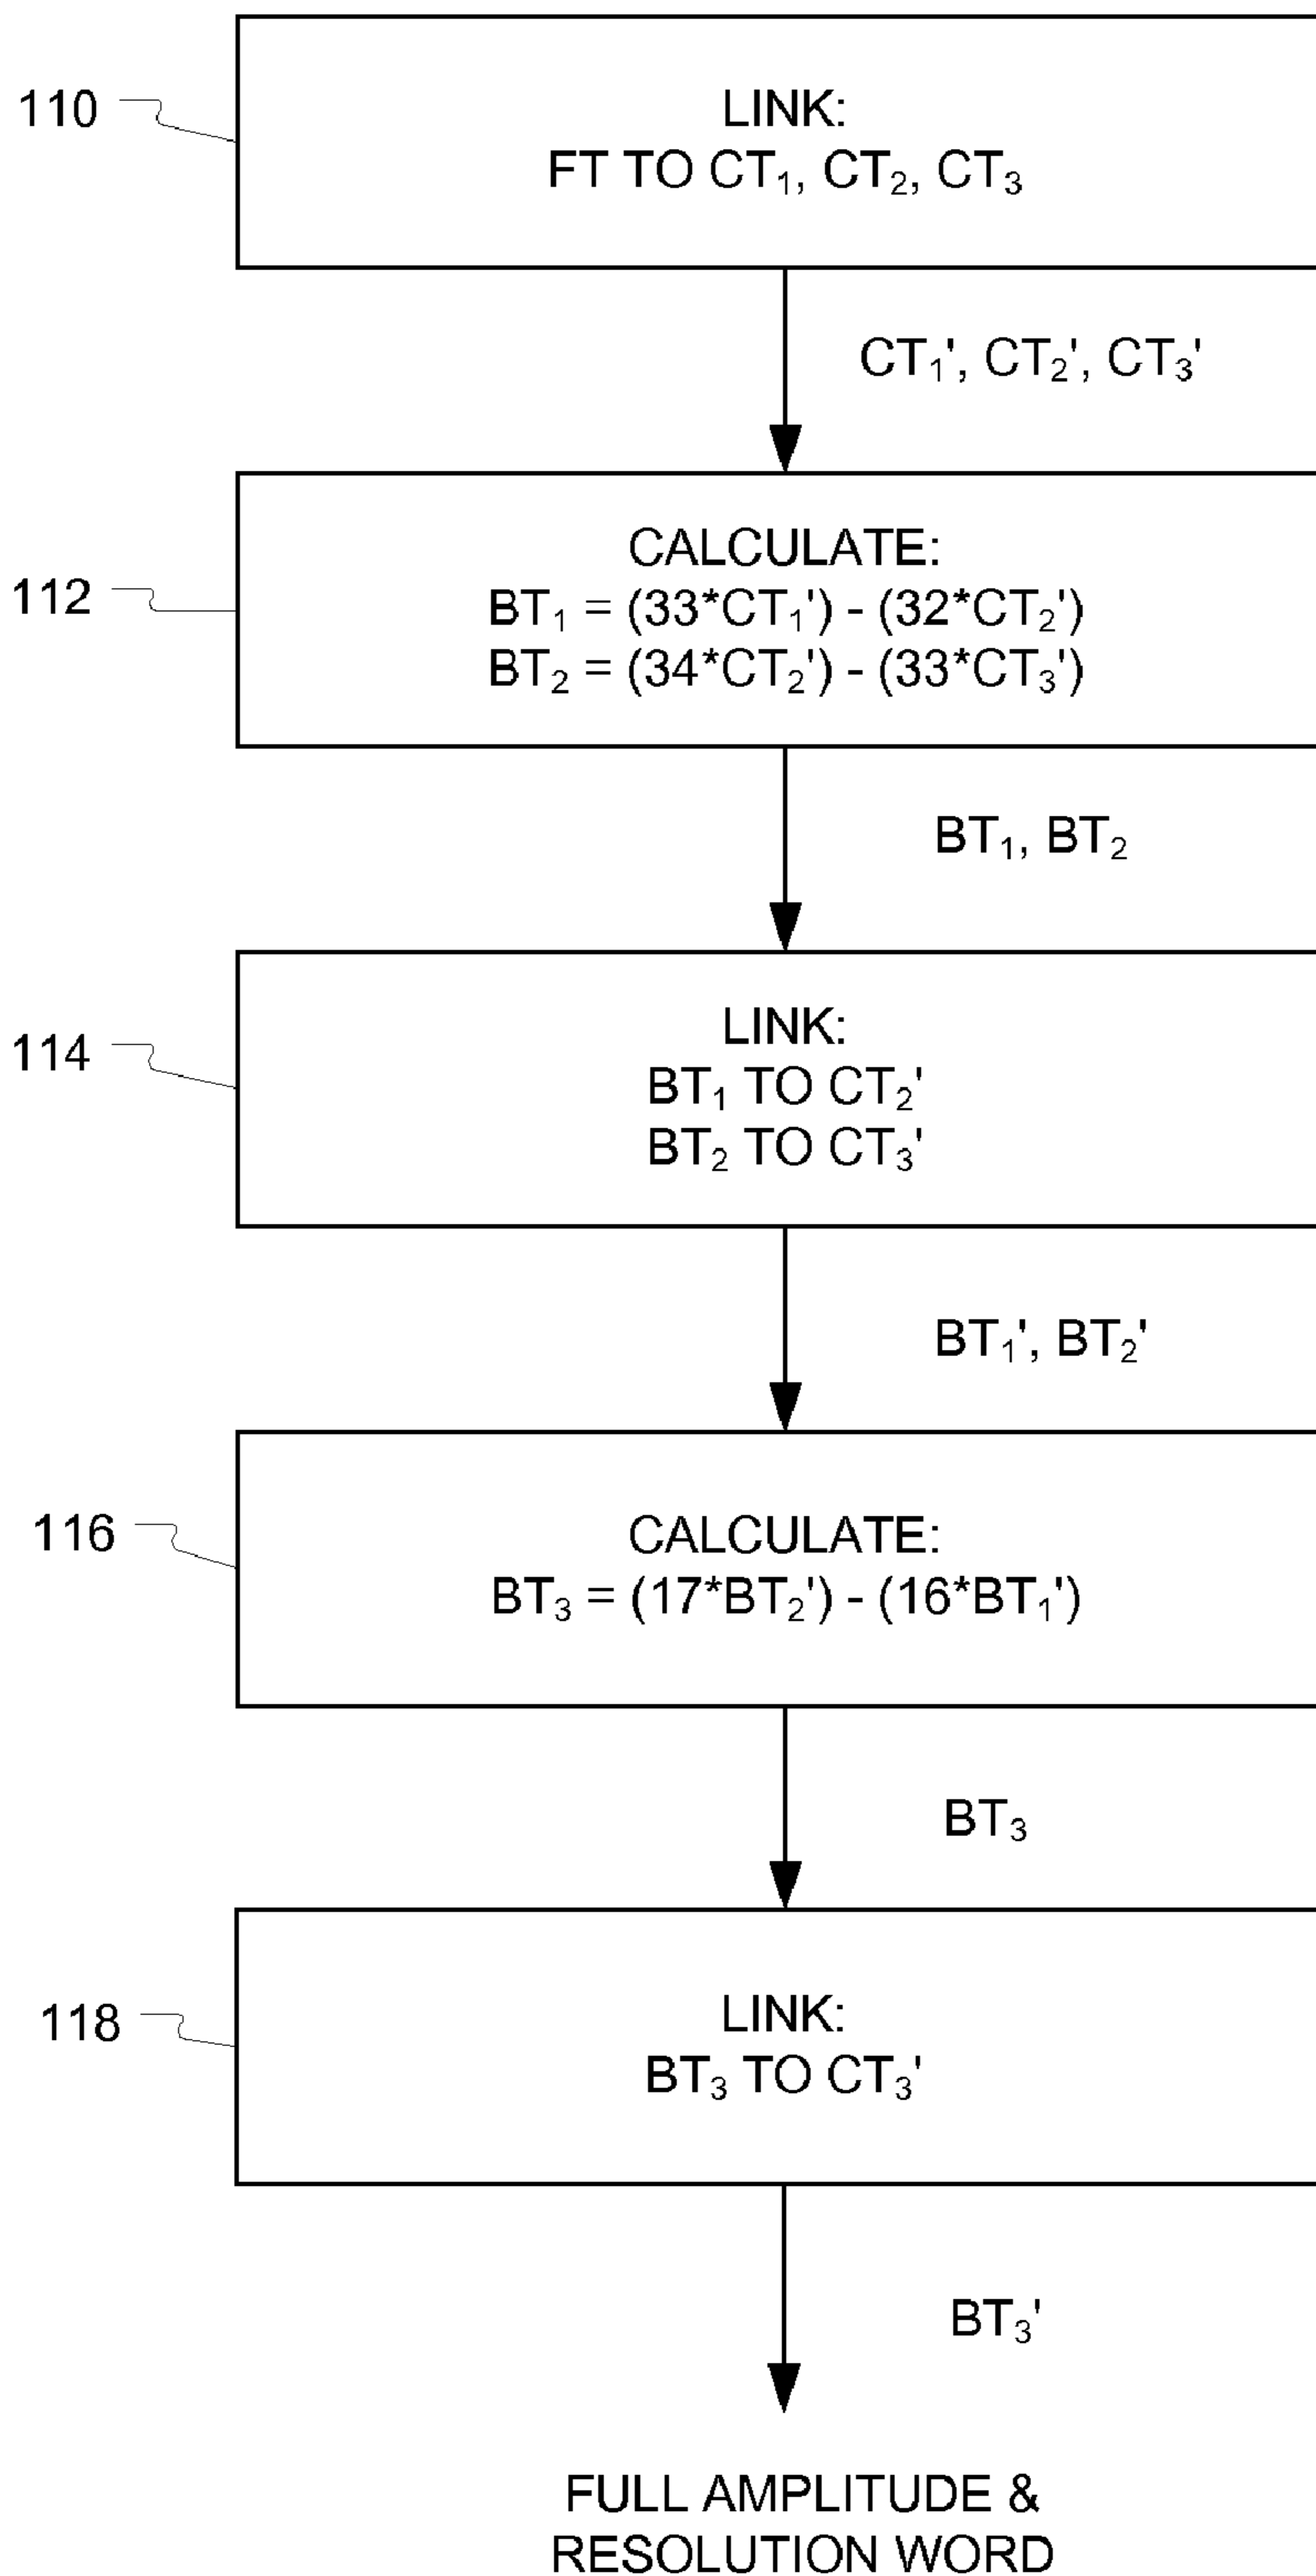 110
LINK:
FT TO CT₁, CT₂, CT₃
CT₁', CT₂', CT₃'
112
CALCULATE:
BT₁ = (33*CT₁') - (32*CT₂')
BT₂ = (34*CT₂') - (33*CT₃')
BT₁, BT₂
114
LINK:
BT₁ TO CT₂'
BT₂ TO CT₃'
BT₁', BT₂'
116
CALCULATE:
BT₃ = (17*BT₂') - (16*BT₁')
BT₃
118
LINK:
BT₃ TO CT₃'
BT₃'
FULL AMPLITUDE &
RESOLUTION WORD